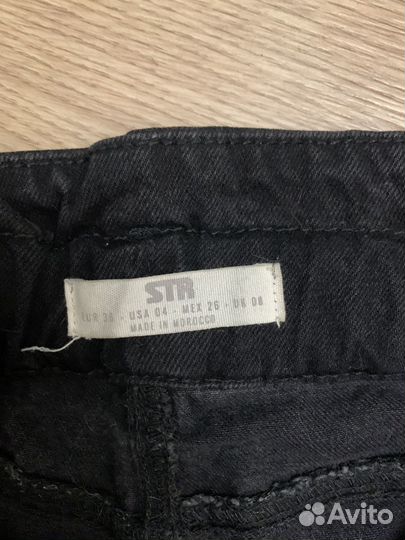 STR
EUR 36 - USA 04 - MEX 26 - UK 08
MADE IN MOROCCO
Avito